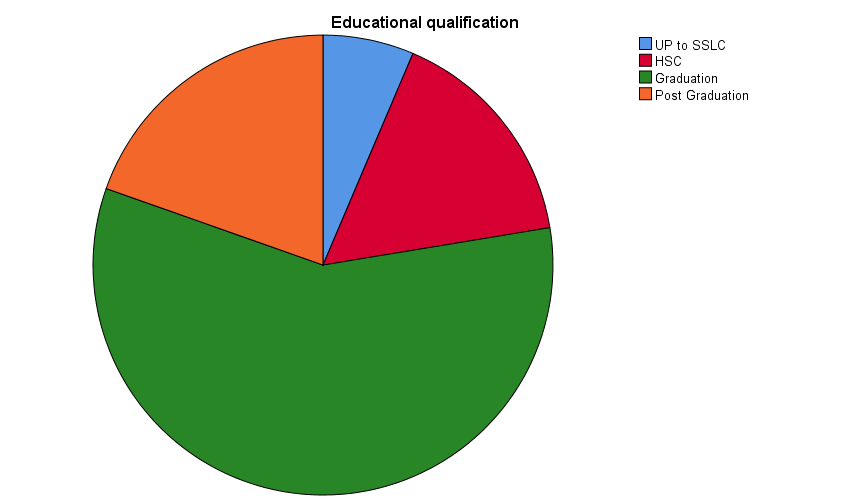 Educational qualification
UP to SSLC
HSC
Graduation
Post Graduation